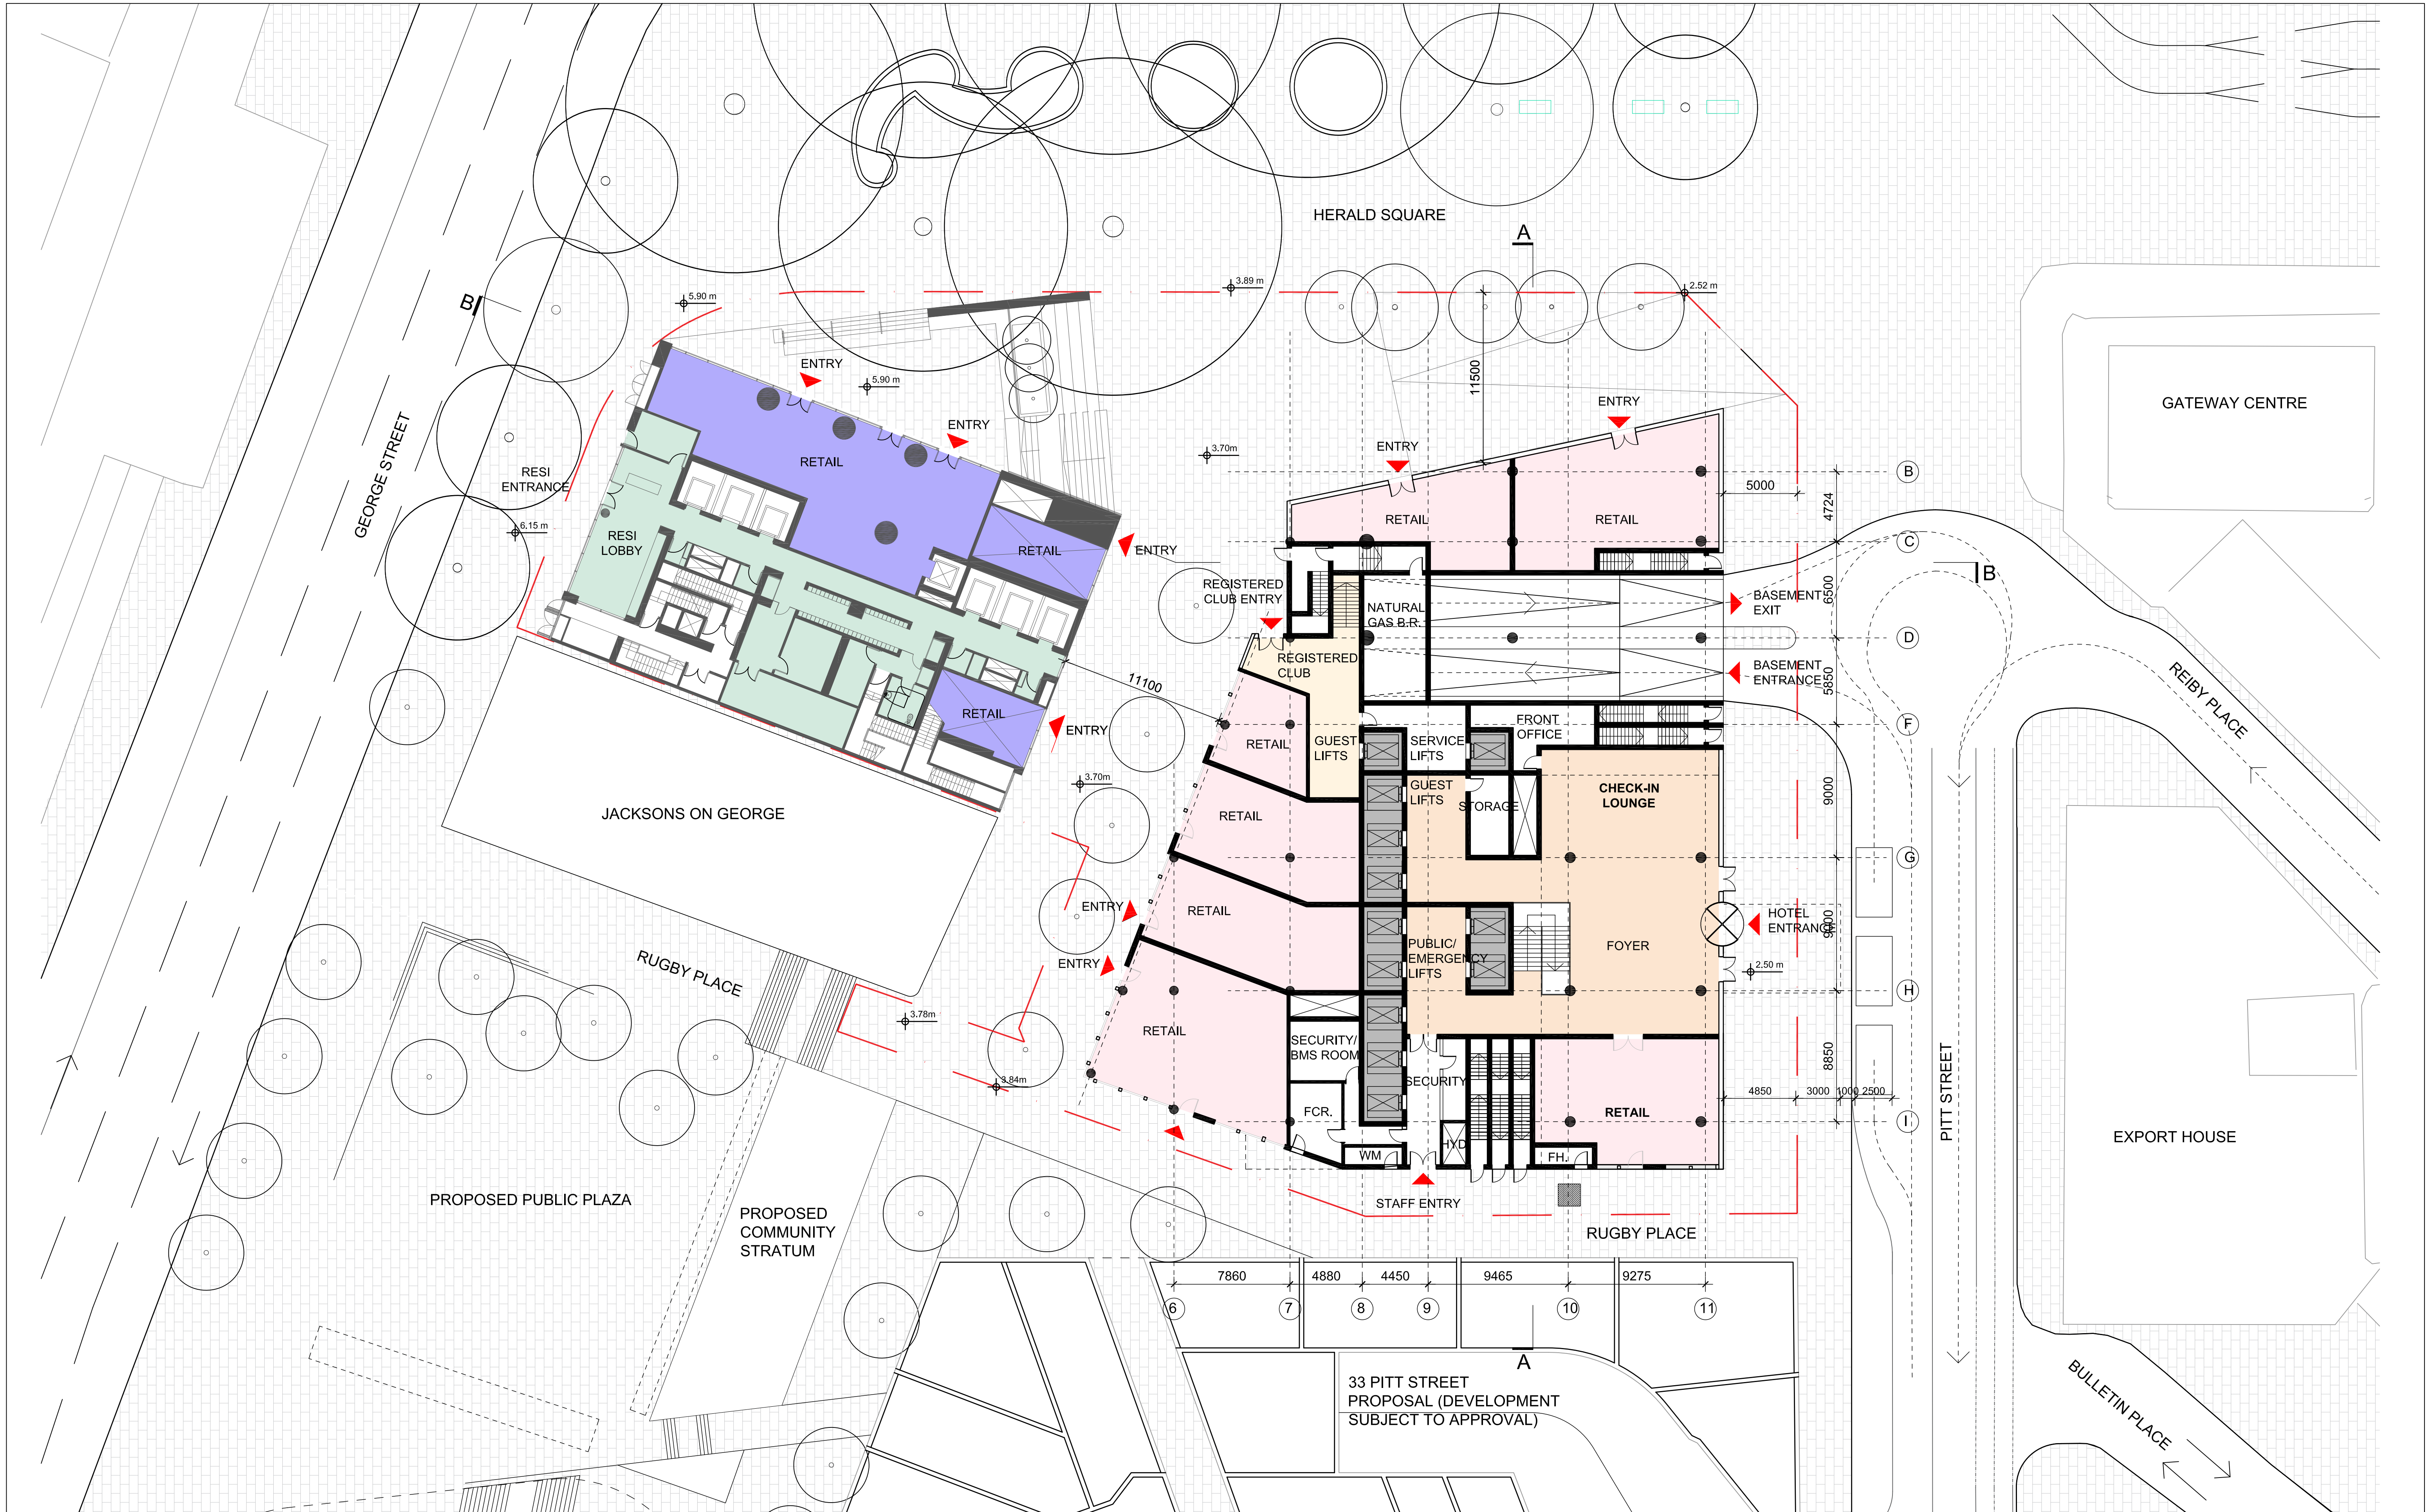 HERALD SQUARE
A
3.89 m
2.52 m
5.90 m
B
ENTRY
5.90 m
11500
ENTRY
GATEWAY CENTRE
ENTRY
ENTRY
3.70m
RETAIL
GEORGE STREET
RESI
ENTRANCE
B
5000
4724
RETAIL
RETAIL
6.15 m
RESI
LOBBY
C
RETAIL
ENTRY
REGISTERED
CLUB ENTRY
B
NATURAL
GAS B.R.
BASEMENT
EXIT
6500
D
REGISTERED
CLUB
BASEMENT
ENTRANCE
5850
REIBY PLACE
11100
RETAIL
ENTRY
FRONT
OFFICE
F
RETAIL
GUEST
LIFTS
SERVICE
LIFTS
3.70m
GUEST
LIFTS
STORAGE
CHECK-IN
LOUNGE
9000
JACKSONS ON GEORGE
RETAIL
G
ENTRY
RETAIL
HOTEL
ENTRANCE
9000
PUBLIC/
EMERGENCY
LIFTS
FOYER
ENTRY
2.50 m
RUGBY PLACE
H
3.78m
RETAIL
SECURITY/
BMS ROOM
SECURITY
8850
PITT STREET
3.84m
4850
3000
1000
2500
FCR.
RETAIL
I
HYD
EXPORT HOUSE
WM
FH.
PROPOSED PUBLIC PLAZA
STAFF ENTRY
PROPOSED
COMMUNITY
STRATUM
RUGBY PLACE
7860
4880
4450
9465
9275
6
7
8
9
10
11
A
33 PITT STREET
PROPOSAL (DEVELOPMENT
SUBJECT TO APPROVAL)
BULLETIN PLACE